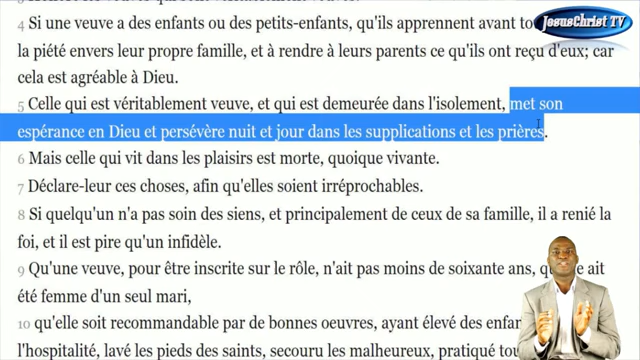 JesusChrist TV
4 Si une veuve a des enfants ou des petits-enfants, qu'ils apprennent avant to
la piété envers leur propre famille, et à rendre à leurs parents ce qu'ils ont reçu d'eux; car
cela est agréable à Dieu.
5 Celle qui est véritablement veuve, et qui est demeurée dans l'isolement, met son
espérance en Dieu et persévère nuit et jour dans les supplications et les prières.
6 Mais celle qui vit dans les plaisirs est morte, quoique vivante.
7 Déclare-leur ces choses, afin qu'elles soient irréprochables.
8 Si quelqu'un n'a pas soin des siens, et principalement de ceux de sa famille, il a renié la
foi, et il est pire qu'un infidèle.
9 Qu'une veuve, pour être inscrite sur le rôle, n'ait pas moins de soixante ans, ait
été femme d'un seul mari,
10 qu'elle soit recommandable par de bonnes oeuvres, ayant élevé des
l'hospitalité, lavé les pieds des saints, secouru les malheureux, pratiqué